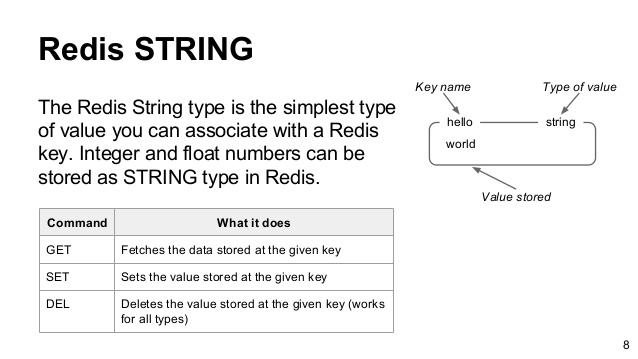 Redis STRING
The Redis String type is the simplest type
of value you can associate with a Redis
key. Integer and float numbers can be
stored as STRING type in Redis.
Key name
Type of value
hello
string
world
Value stored
Command What it does
GET Fetches the data stored at the given key
SET Sets the value stored at the given key
DEL Deletes the value stored at the given key (works
for all types)
8